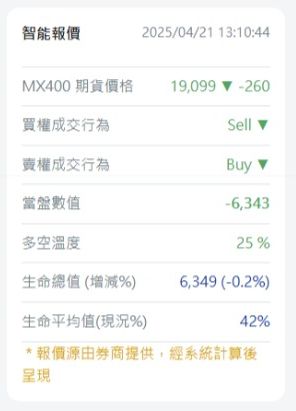 智能報價 2025/04/21 13:10:44
MX400 期貨價格 19,099 ▼ -260
買權成交行為 Sell ▼
賣權成交行為 Buy ▼
當盤數值 -6,343
多空溫度 25 %
生命總值 (增減%) 6,349 (-0.2%)
生命平均值(現況%) 42%
* 報價源由券商提供，經系統計算後
呈現